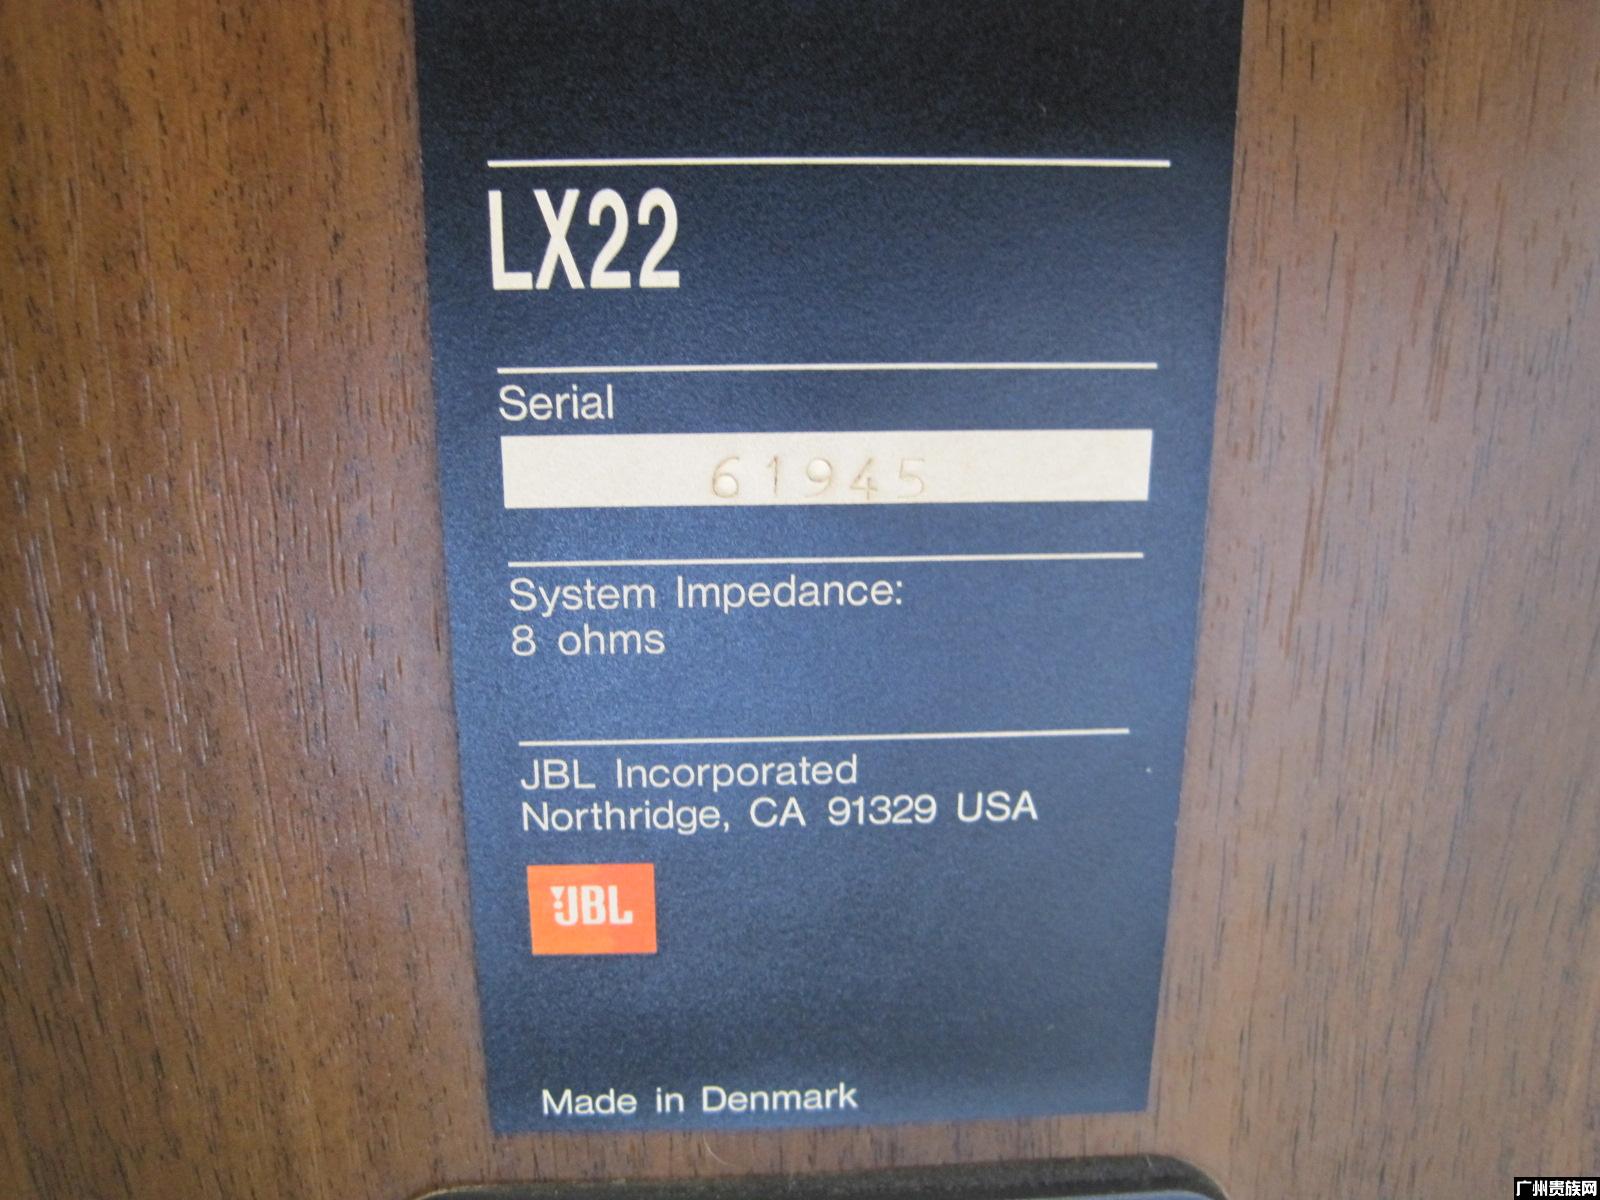 LX22
Serial
61945
System Impedance:
8 ohms
JBL Incorporated
Northridge, CA 91329 USA
JBL
Made in Denmark
广州贵族网